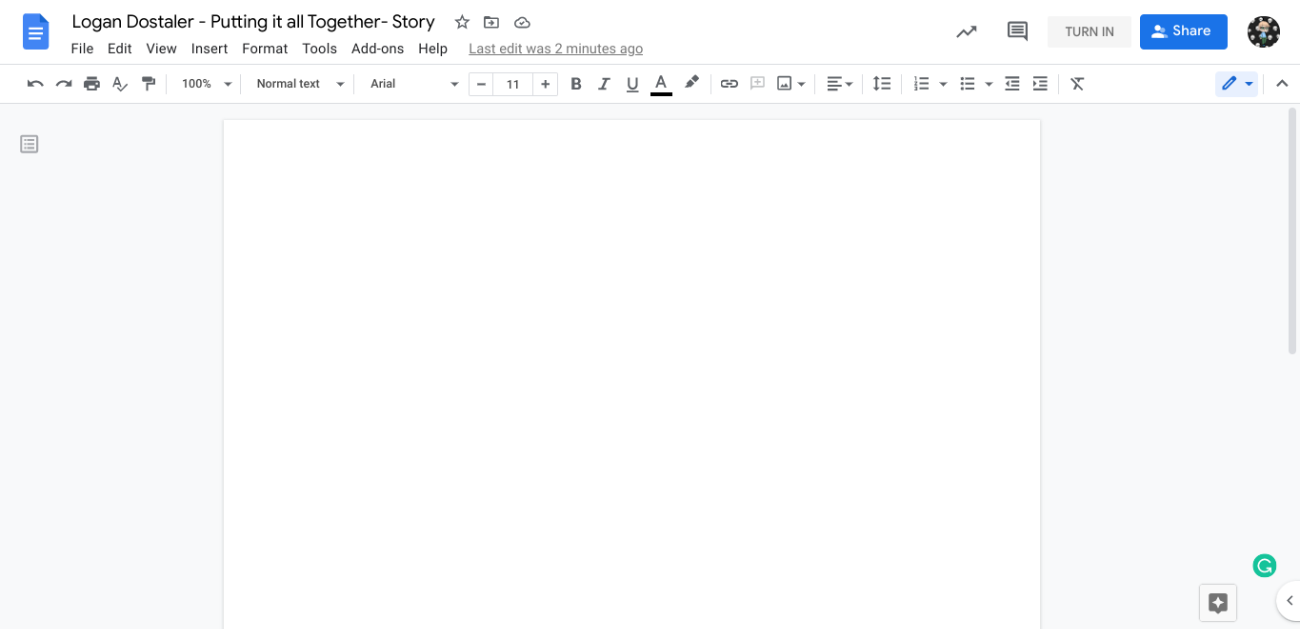 Logan Dostaler - Putting it all Together- Story
File Edit View Insert Format Tools Add-ons Help Last edit was 2 minutes ago
TURN IN
Share
100% Normal text Arial 11